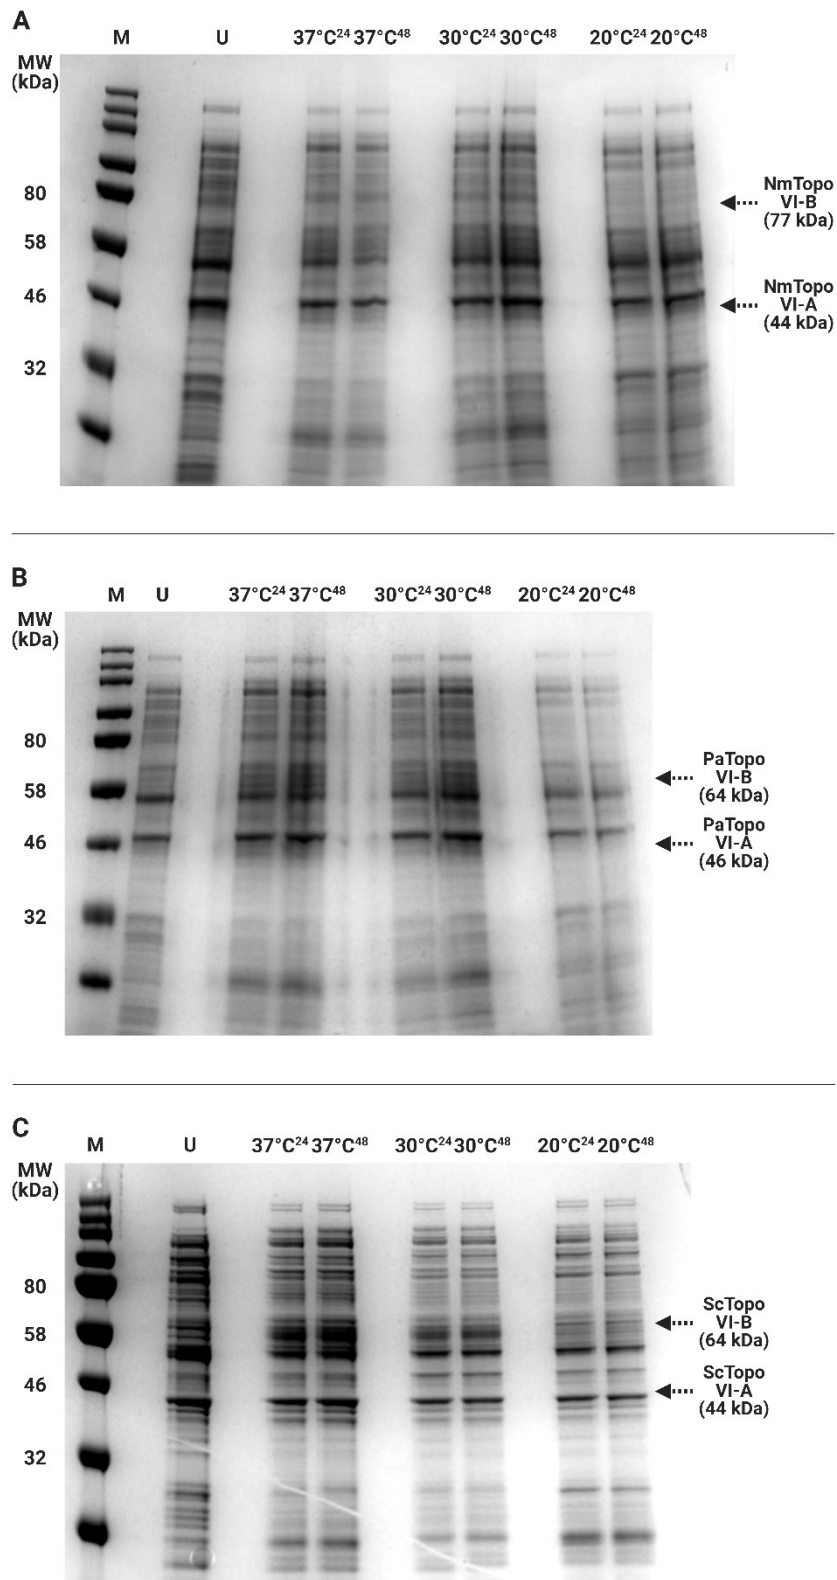 A
M U 37°C²⁴ 37°C⁴⁸ 30°C²⁴ 30°C⁴⁸ 20°C²⁴ 20°C⁴⁸
MW
(kDa)
80
58
46
32
NmTopo
VI-B
(77 kDa)
NmTopo
VI-A
(44 kDa)
B
M U 37°C²⁴ 37°C⁴⁸ 30°C²⁴ 30°C⁴⁸ 20°C²⁴ 20°C⁴⁸
MW
(kDa)
80
58
46
32
PaTopo
VI-B
(64 kDa)
PaTopo
VI-A
(46 kDa)
C
M U 37°C²⁴ 37°C⁴⁸ 30°C²⁴ 30°C⁴⁸ 20°C²⁴ 20°C⁴⁸
MW
(kDa)
80
58
46
32
ScTopo
VI-B
(64 kDa)
ScTopo
VI-A
(44 kDa)